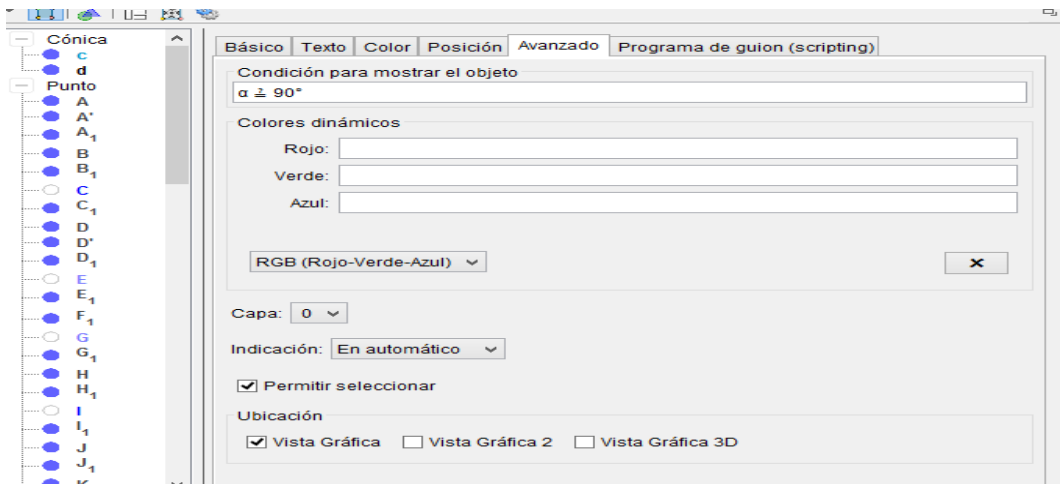 Cónica
c
d
Punto
A
A'
A₁
B
B₁
C
C₁
D
D'
D₁
E
E₁
F₁
G
G₁
H
H₁
I
I₁
J
J₁
K
Básico Texto Color Posición Avanzado Programa de guion (scripting)
Condición para mostrar el objeto
α ≟ 90°
Colores dinámicos
Rojo:
Verde:
Azul:
RGB (Rojo-Verde-Azul)
Capa: 0
Indicación: En automático
Permitir seleccionar
Ubicación
Vista Gráfica Vista Gráfica 2 Vista Gráfica 3D